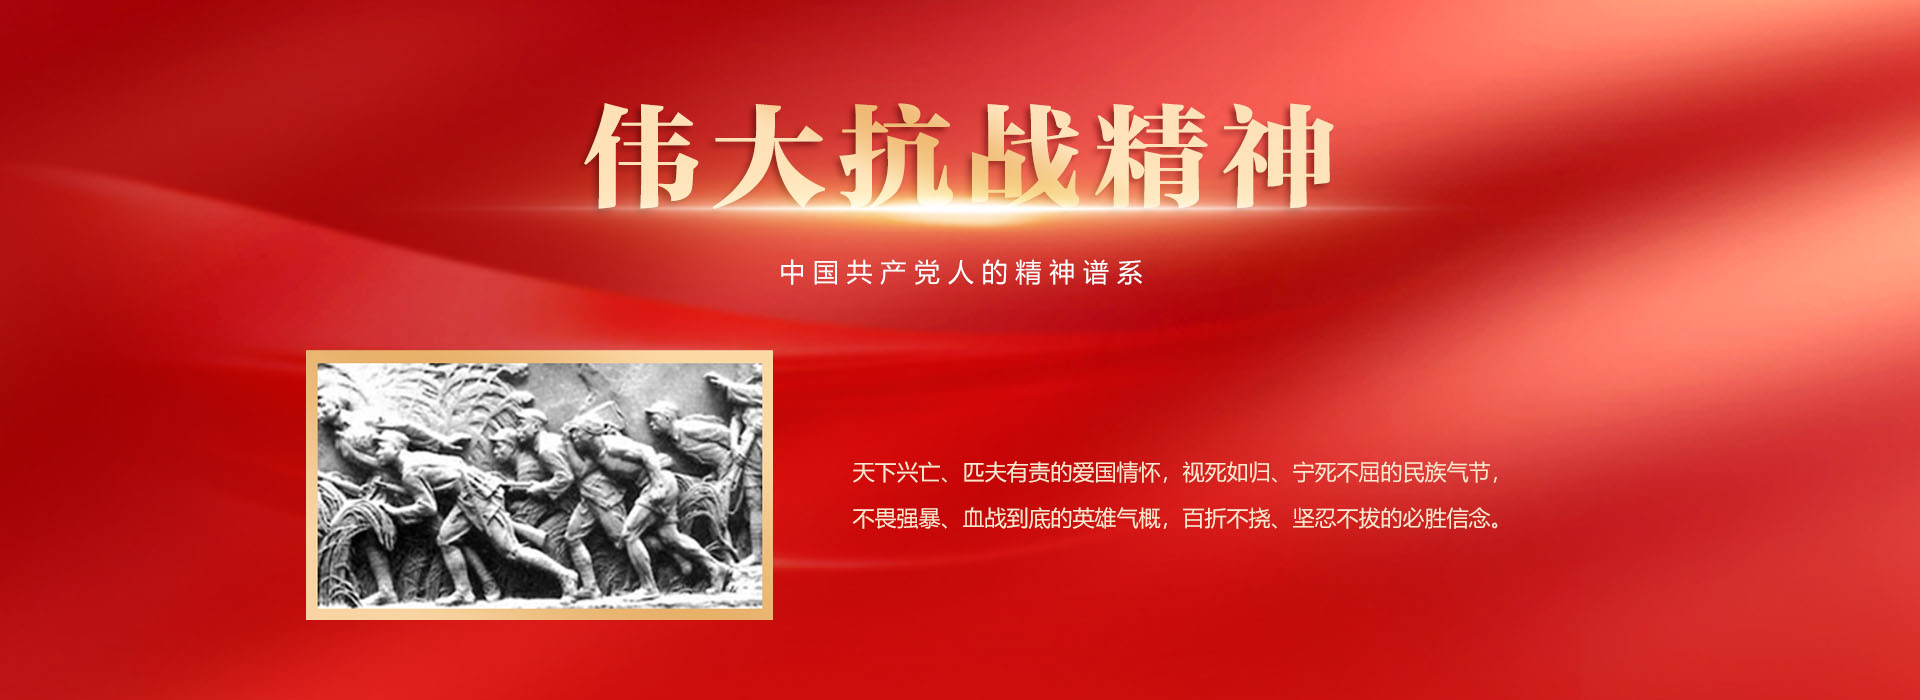 伟大抗战精神
中国共产党人的精神谱系
天下兴亡、匹夫有责的爱国情怀，视死如归、宁死不屈的民族气节，
不畏强暴、血战到底的英雄气概，百折不挠、坚忍不拔的必胜信念。